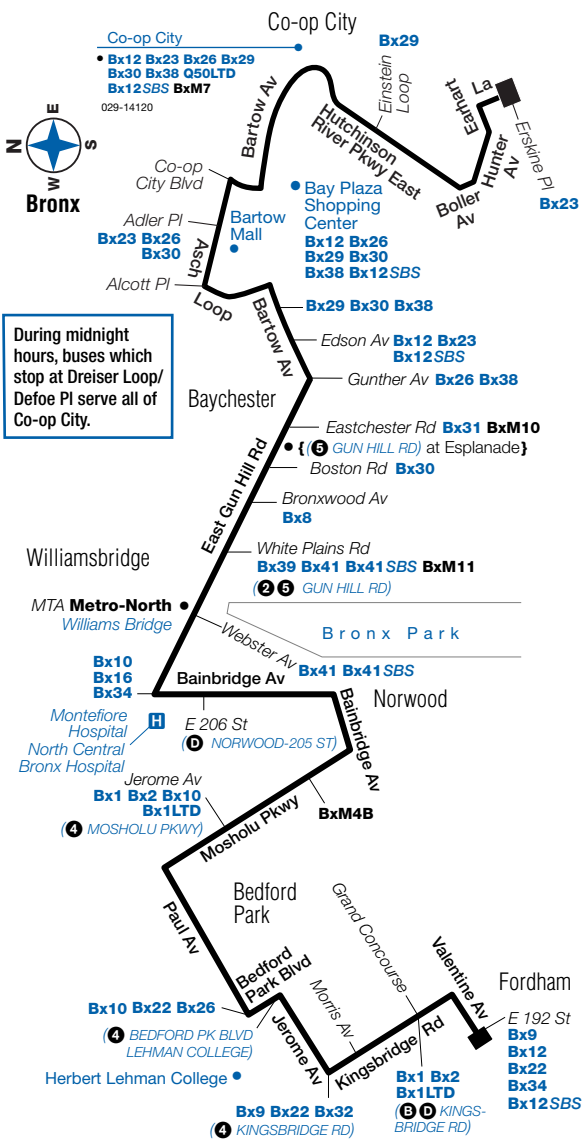 Co-op City
Co-op City
• Bx12 Bx23 Bx26 Bx29
Bx30 Bx38 Q50LTD
Bx12SBS BxM7
029-14120
N
E
S
W
Bronx
Bx29
Einstein
Loop
Bartow Av
Hutchinson
River Pkwy East
Earhart
La
Erskine Pl
Bx23
Hunter
Av
Boller
Av
Co-op
City Blvd
Bay Plaza
Shopping
Center
Bx12 Bx26
Bx29 Bx30
Bx38 Bx12SBS
Adler Pl
Bx23 Bx26
Bx30
Bartow
Mall
Asch
Loop
Alcott Pl
Bartow Av
Bx29 Bx30 Bx38
During midnight
hours, buses which
stop at Dreiser Loop/
Defoe Pl serve all of
Co-op City.
Edson Av Bx12 Bx23
Bx12SBS
Gunther Av Bx26 Bx38
Baychester
Eastchester Rd Bx31 BxM10
• {(5 GUN HILL RD) at Esplanade}
Boston Rd Bx30
East Gun Hill Rd
Bronxwood Av
Bx8
Williamsbridge
White Plains Rd
Bx39 Bx41 Bx41SBS BxM11
(2 5 GUN HILL RD)
MTA Metro-North
Williams Bridge
Bronx Park
Webster Av
Bx41 Bx41SBS
Bx10
Bx16
Bx34
Bainbridge Av
Norwood
Bainbridge Av
H
Montefiore
Hospital
North Central
Bronx Hospital
E 206 St
(D NORWOOD-205 ST)
Jerome Av
Bx1 Bx2 Bx10
Bx1LTD
(4 MOSHOLU PKWY)
Mosholu Pkwy
BxM4B
Paul Av
Bedford
Park
Bedford
Park Blvd
Bx10 Bx22 Bx26
(4 BEDFORD PK BLVD
LEHMAN COLLEGE)
Herbert Lehman College
Jerome Av
Morris Av
Grand Concourse
Kingsbridge Rd
Valentine Av
Fordham
E 192 St
Bx9
Bx12
Bx22
Bx34
Bx12SBS
Bx1 Bx2
Bx1LTD
(B D KINGS-
BRIDGE RD)
Bx9 Bx22 Bx32
(4 KINGSBRIDGE RD)